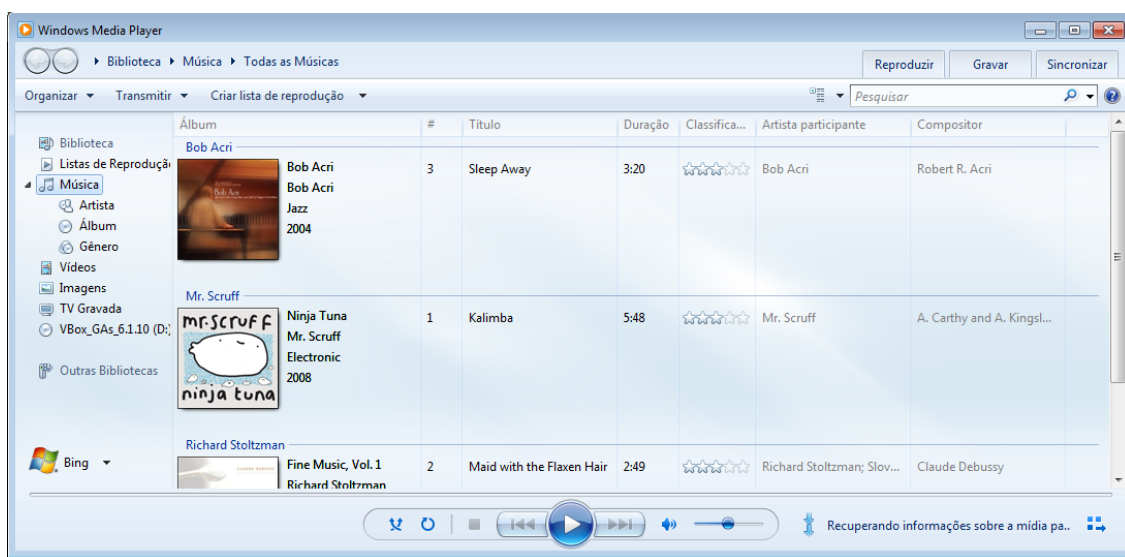 Windows Media Player
Biblioteca Música Todas as Músicas
Reproduzir Gravar Sincronizar
Organizar Transmitir Criar lista de reprodução Pesquisar
Álbum # Título Duração Classifica... Artista participante Compositor
Biblioteca
Listas de Reproduçã
Música
Artista
Álbum
Gênero
Vídeos
Imagens
TV Gravada
VBox_GAs_6.1.10 (D:)
Outras Bibliotecas
Bing
Bob Acri
Bob Acri
Bob Acri
Bob Acri
Jazz
2004
3 Sleep Away 3:20 Bob Acri Robert R. Acri
Mr. Scruff
mr.scruff
ninja tuna
Ninja Tuna
Mr. Scruff
Electronic
2008
1 Kalimba 5:48 Mr. Scruff A. Carthy and A. Kingsl...
Richard Stoltzman
Fine Music, Vol. 1
Richard Stoltzman
2 Maid with the Flaxen Hair 2:49 Richard Stoltzman; Slov... Claude Debussy
Recuperando informações sobre a mídia pa..